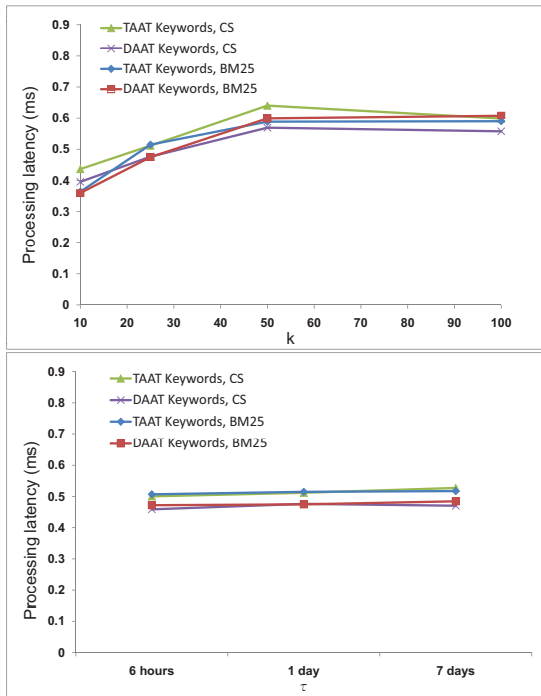 TAAT Keywords, CS
DAAT Keywords, CS
TAAT Keywords, BM25
DAAT Keywords, BM25
Processing latency (ms)
0.9
0.8
0.7
0.6
0.5
0.4
0.3
0.2
0.1
0
10 20 30 40 50 60 70 80 90 100
k
TAAT Keywords, CS
DAAT Keywords, CS
TAAT Keywords, BM25
DAAT Keywords, BM25
Processing latency (ms)
0.9
0.8
0.7
0.6
0.5
0.4
0.3
0.2
0.1
0
6 hours 1 day 7 days
τ